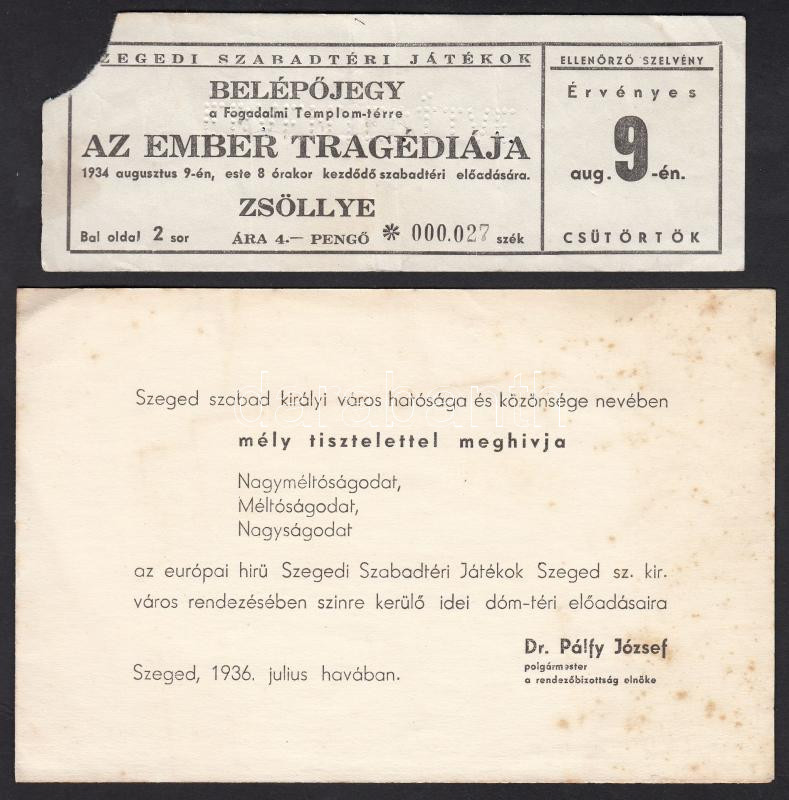 ZEGEDI SZABADTÉRI JÁTÉKOK
BELÉPŐJEGY
a Fogadalmi Templom-térre
AZ EMBER TRAGÉDIÁJA
1934 augusztus 9-én, este 8 órakor kezdődő szabadtéri előadására.
ZSÖLLYE
Bal oldal 2 sor ÁRA 4.— PENGŐ * 000.027 szék
ELLENŐRZŐ SZELVÉNY
Érvényes
aug. 9-én.
CSÜTÖRTÖK
Szeged szabad királyi város hatósága és közönsége nevében
mély tisztelettel meghivja
Nagyméltóságodat,
Méltóságodat,
Nagyságodat
az európai hirü Szegedi Szabadtéri Játékok Szeged sz. kir.
város rendezésében szinre kerülő idei dóm-téri előadásaira
Dr. Pálfy József
polgármester
a rendezőbizottság elnöke
Szeged, 1936. julius havában.
darabanth